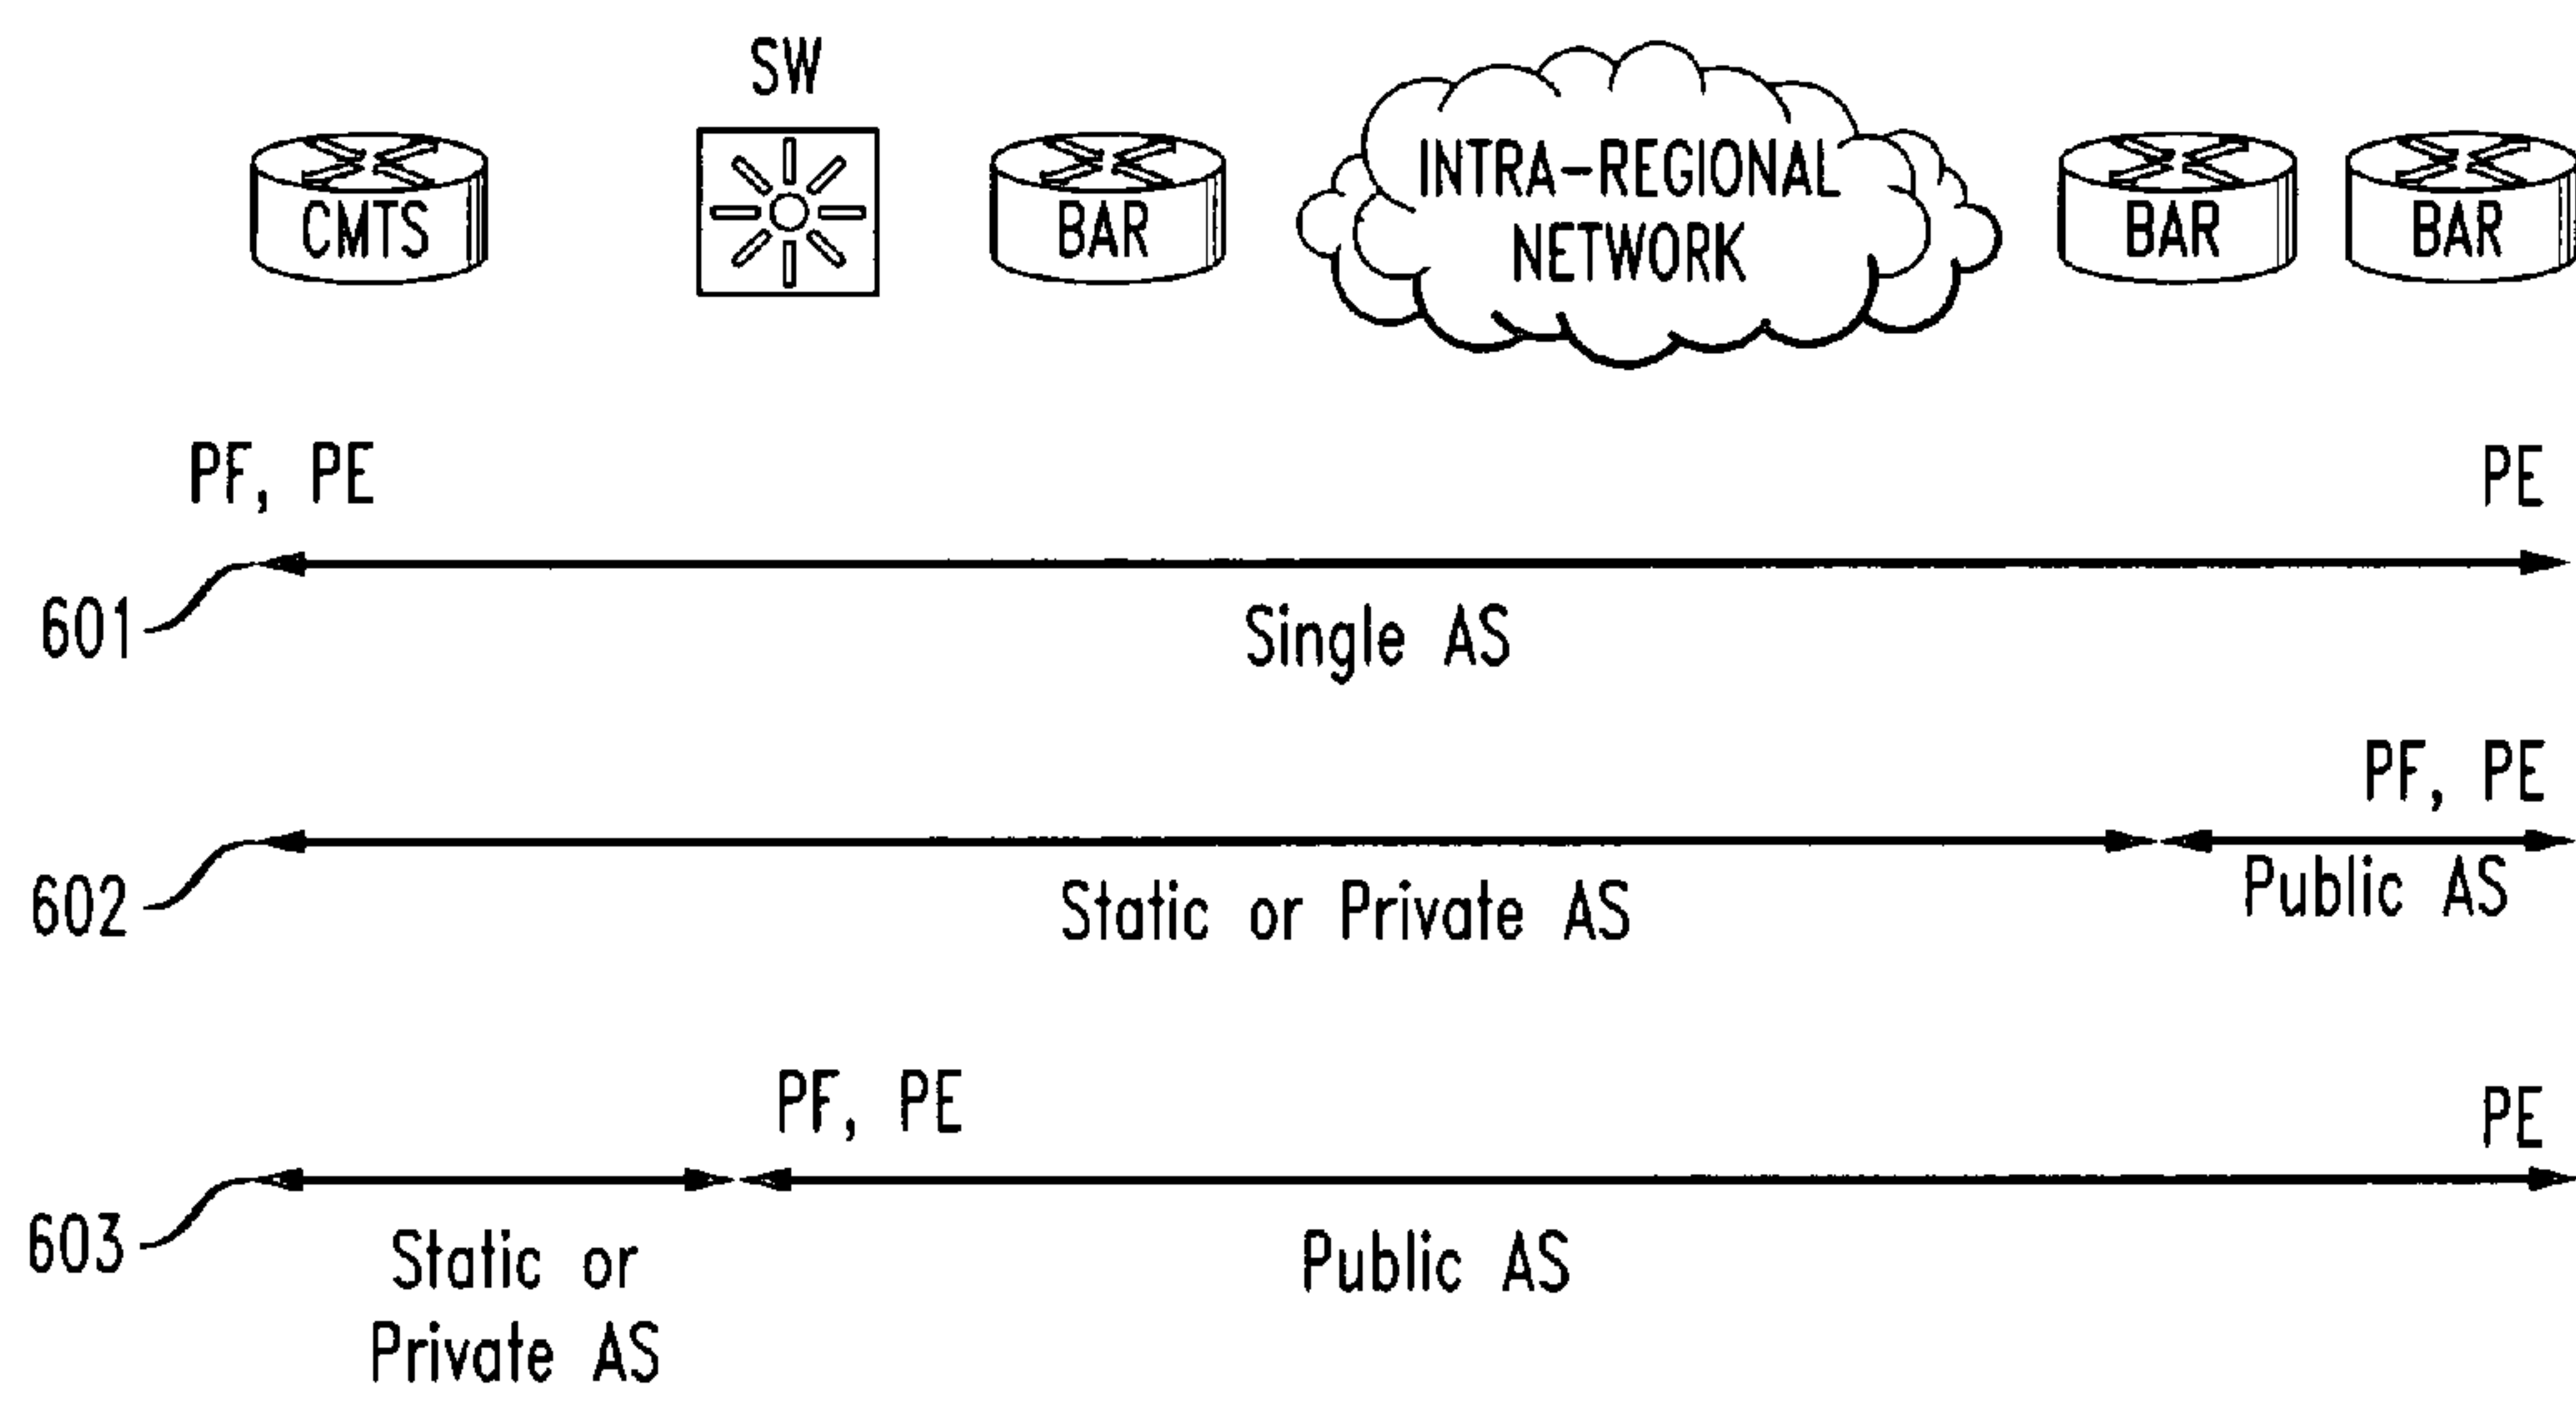 SW
CMTS
BAR
INTRA-REGIONAL
NETWORK
BAR
BAR
PF, PE
PE
601
Single AS
PF, PE
602
Static or Private AS
Public AS
PF, PE
PE
603
Static or
Private AS
Public AS